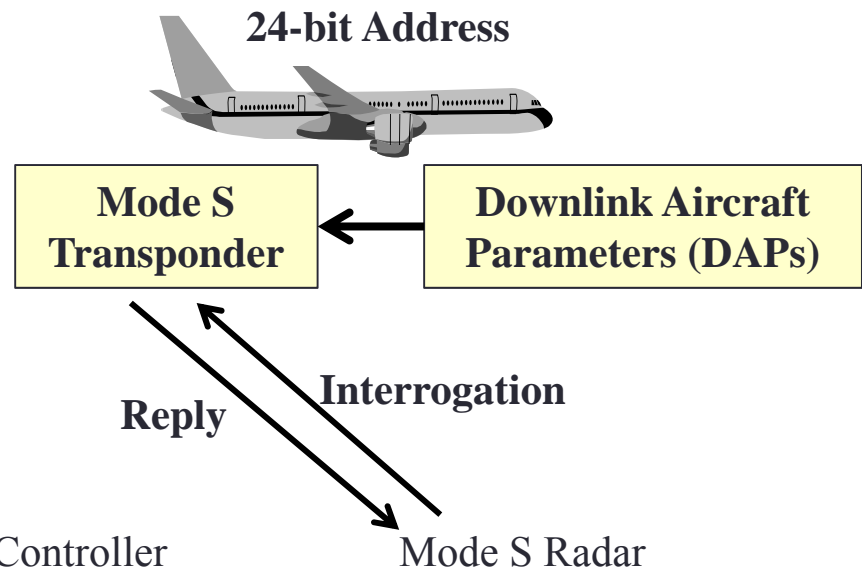 24-bit Address
Mode S
Transponder
Downlink Aircraft
Parameters (DAPs)
Interrogation
Reply
Controller
Mode S Radar